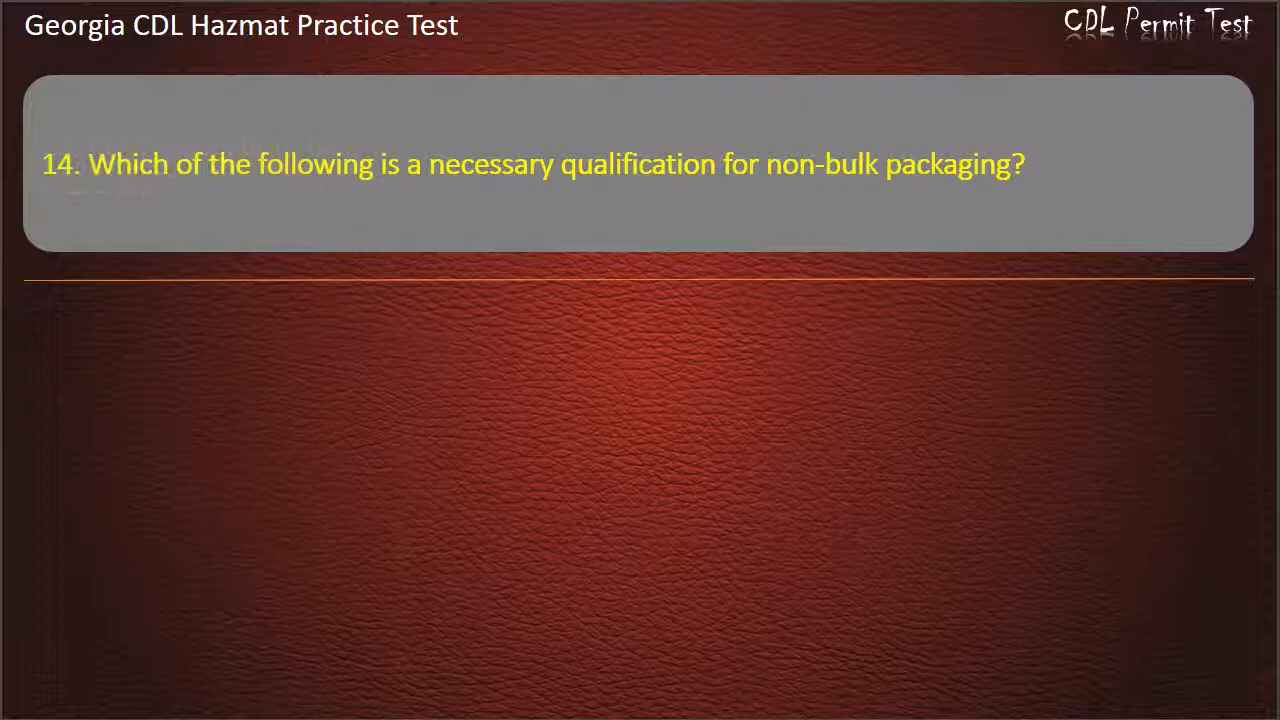 Georgia CDL Hazmat Practice Test
CDL Permit Test
14. Which of the following is a necessary qualification for non-bulk packaging?